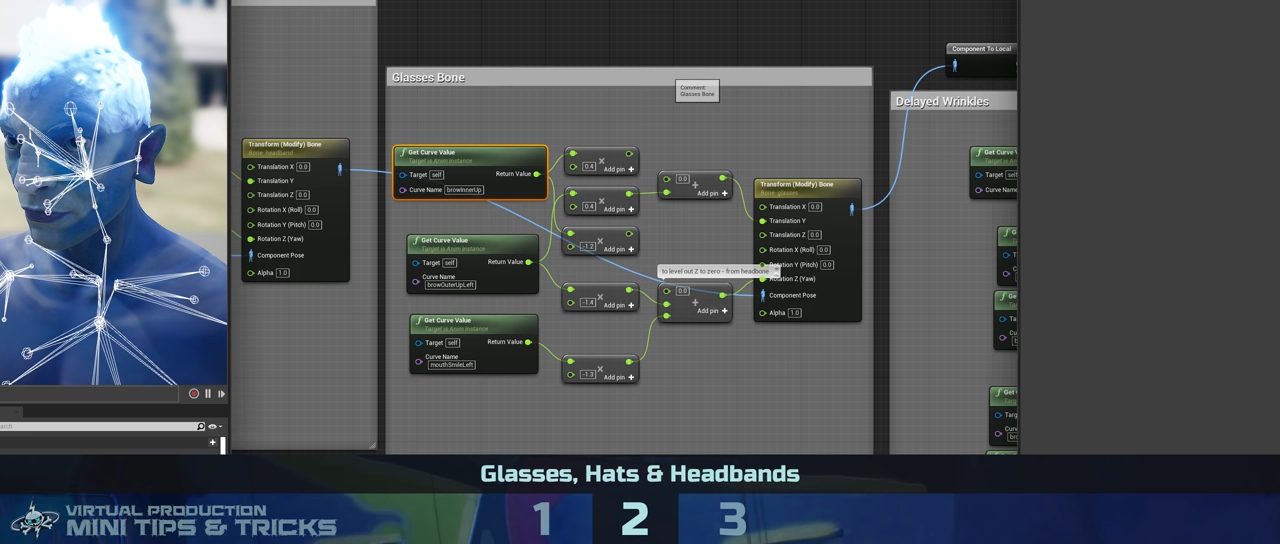 Component To Local
Glasses Bone
Comment:
Glasses Bone
Delayed Wrinkles
Transform (Modify) Bone
Bone: headband
Translation X 0.0
Translation Y
Translation Z 0.0
Rotation X (Roll) 0.0
Rotation Y (Pitch) 0.0
Rotation Z (Yaw)
Component Pose
Alpha 1.0
Get Curve Value
Target is Anim Instance
Target self
Return Value
Curve Name browInnerUp
Get Curve Value
Target is Anim Instance
Target self
Return Value
Curve Name
browOuterUpLeft
Get Curve Value
Target is Anim Instance
Target self
Return Value
Curve Name
mouthSmileLeft
0.4
Add pin +
0.4
Add pin +
-1.2
Add pin +
-1.4
Add pin +
-1.3
Add pin +
0.0
Add pin +
to level out Z to zero - from headbone
0.0
Add pin +
Transform (Modify) Bone
Bone: glasses
Translation X 0.0
Translation Y
Translation Z 0.0
Rotation X (Roll) 0.0
Rotation Y (Pitch) 0.0
Rotation Z (Yaw)
Component Pose
Alpha 1.0
Get Curve V
Target
Curve Name
Glasses, Hats & Headbands
VIRTUAL PRODUCTION
MINI TIPS & TRICKS
1 2 3